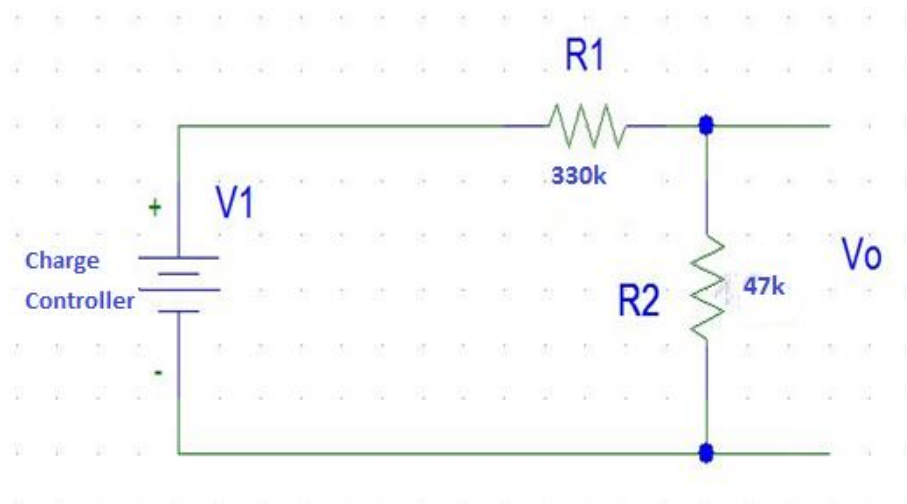 R1
330k
+
V1
Charge
Controller
Vo
47k
R2
-